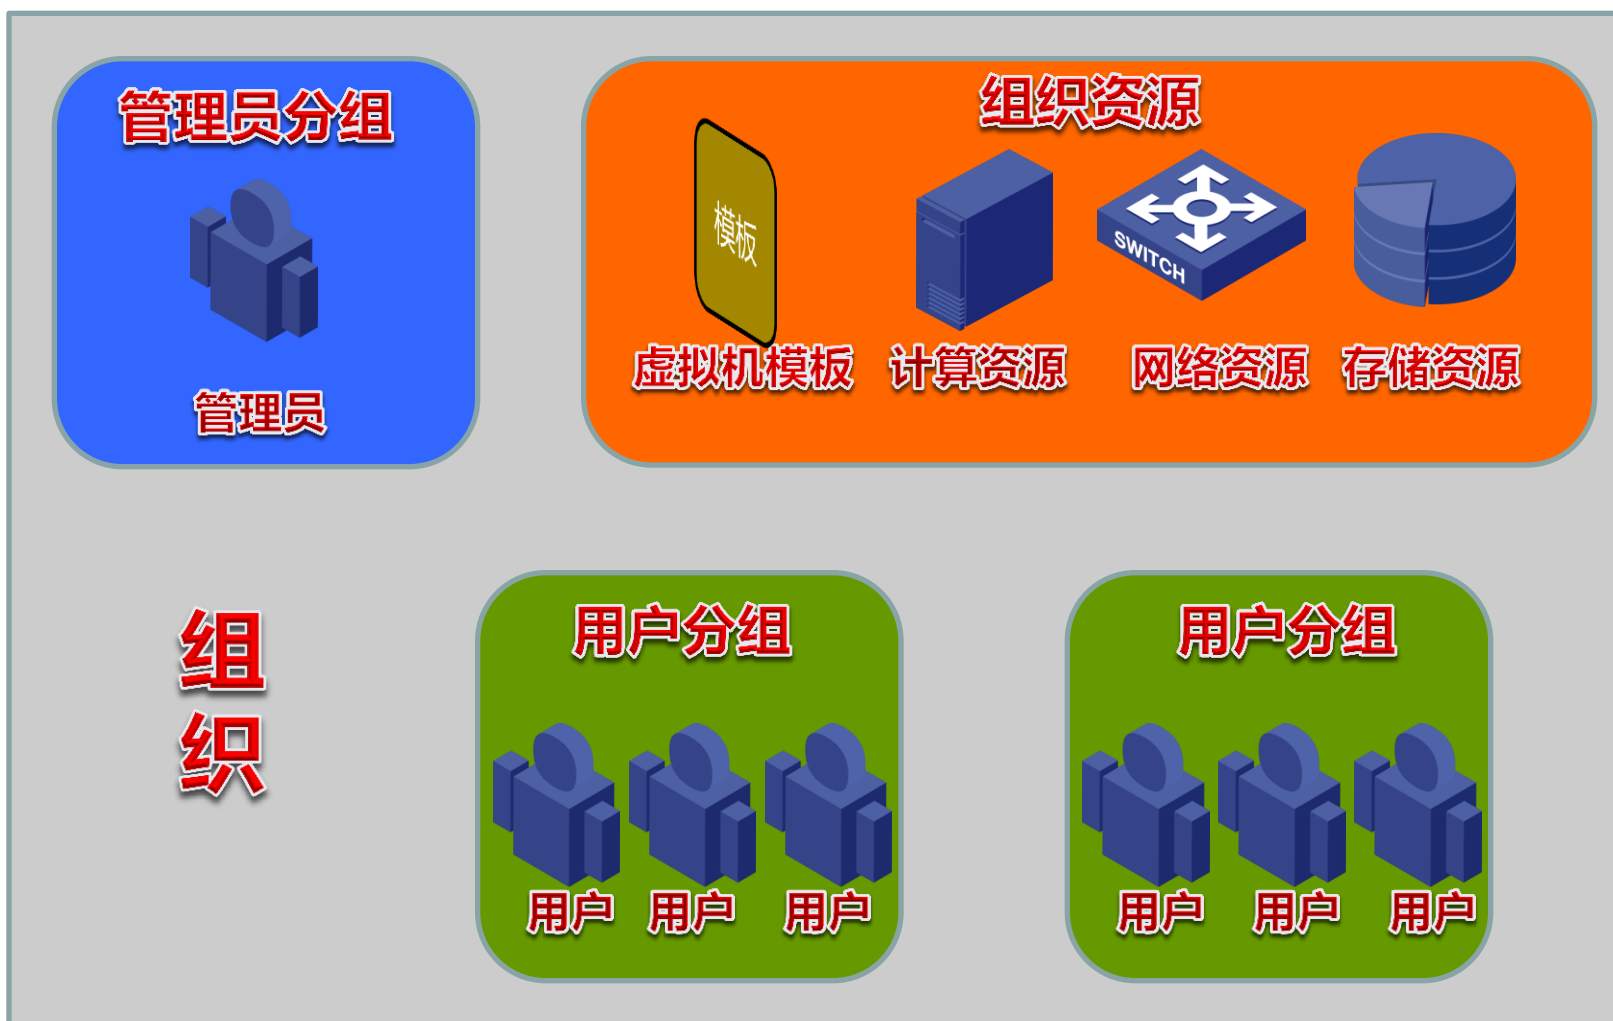 管理员分组
管理员
组织资源
模板
SWITCH
虚拟机模板
计算资源
网络资源
存储资源
组织
用户分组
用户
用户
用户
用户分组
用户
用户
用户